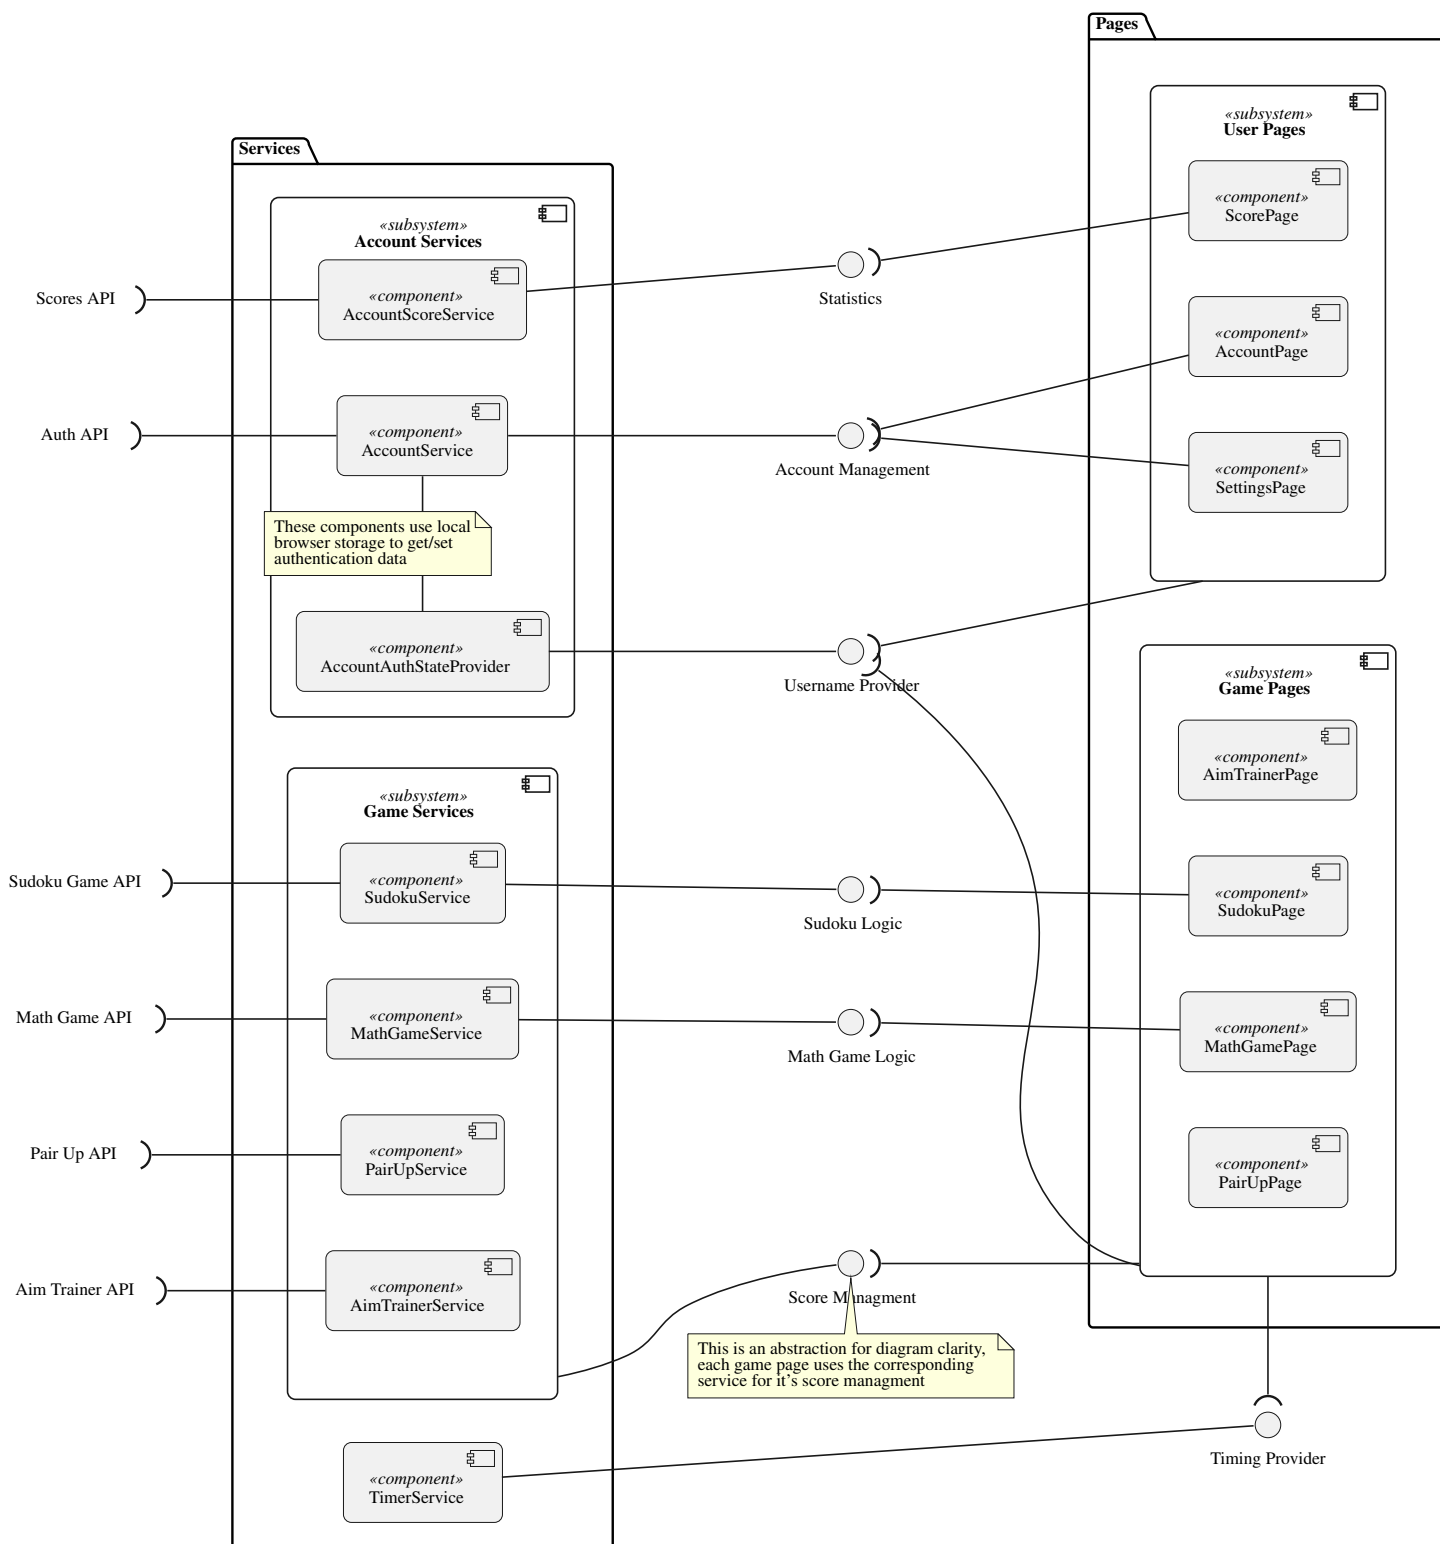 Pages
«subsystem»
User Pages
«component»
ScorePage
«component»
AccountPage
«component»
SettingsPage
Services
«subsystem»
Account Services
«component»
AccountScoreService
«component»
AccountService
These components use local
browser storage to get/set
authentication data
«component»
AccountAuthStateProvider
Scores API
Auth API
Statistics
Account Management
Username Provider
«subsystem»
Game Pages
«component»
AimTrainerPage
«component»
SudokuPage
«component»
MathGamePage
«component»
PairUpPage
«subsystem»
Game Services
«component»
SudokuService
«component»
MathGameService
«component»
PairUpService
«component»
AimTrainerService
Sudoku Game API
Math Game API
Pair Up API
Aim Trainer API
Sudoku Logic
Math Game Logic
Score Managment
This is an abstraction for diagram clarity,
each game page uses the corresponding
service for it's score managment
«component»
TimerService
Timing Provider